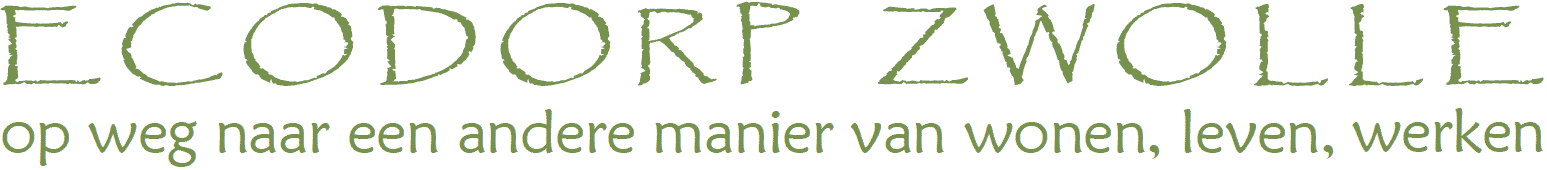 ECODORP ZWOLLE
op weg naar een andere manier van wonen, leven, werken